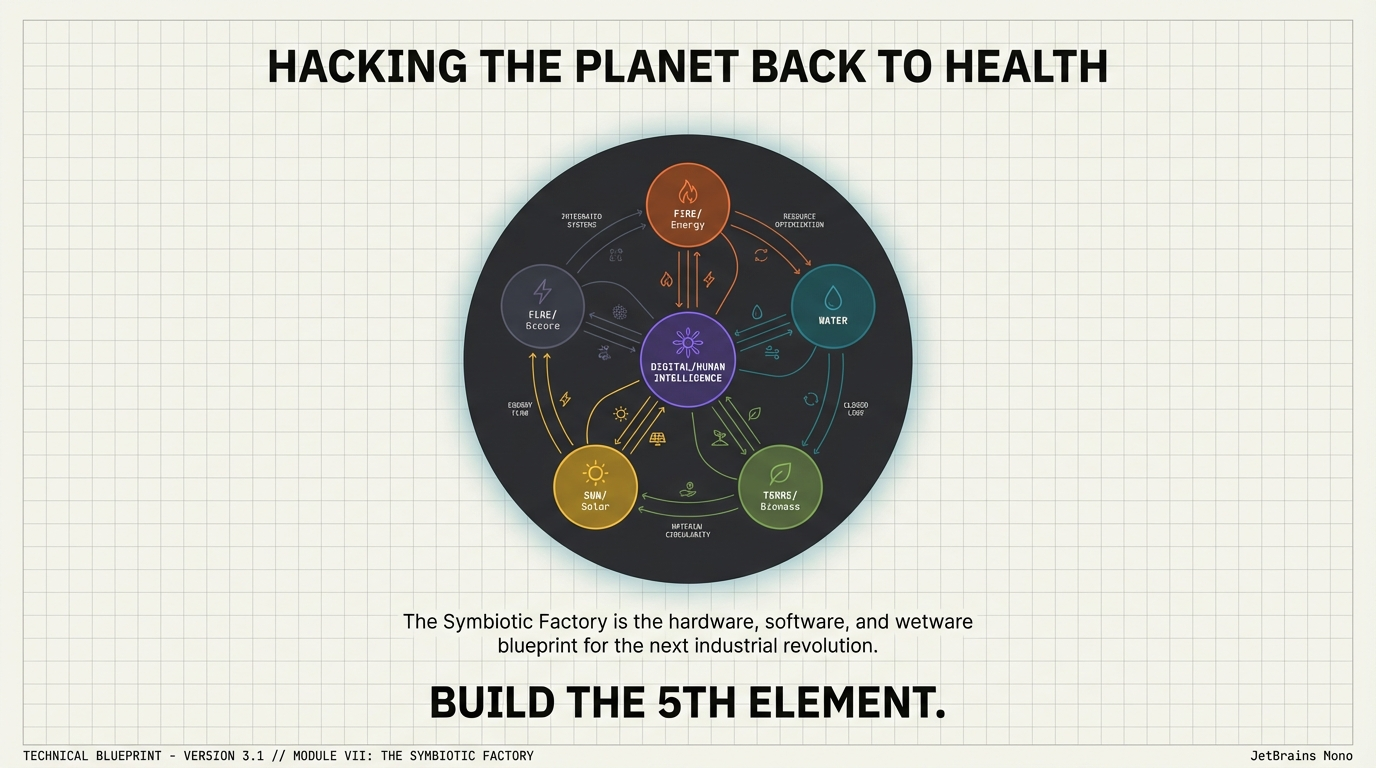 HACKING THE PLANET BACK TO HEALTH
FIRE/
Energy
RESOURCE
WATER
DIGITAL/HUMAN
INTELLIGENCE
SUN/
Solar
Biomass
MATERIAL
CIRCULARITY
The Symbiotic Factory is the hardware, software, and wetware
blueprint for the next industrial revolution.
BUILD THE 5TH ELEMENT.
TECHNICAL BLUEPRINT - VERSION 3.1 // MODULE VII: THE SYMBIOTIC FACTORY
JetBrains Mono